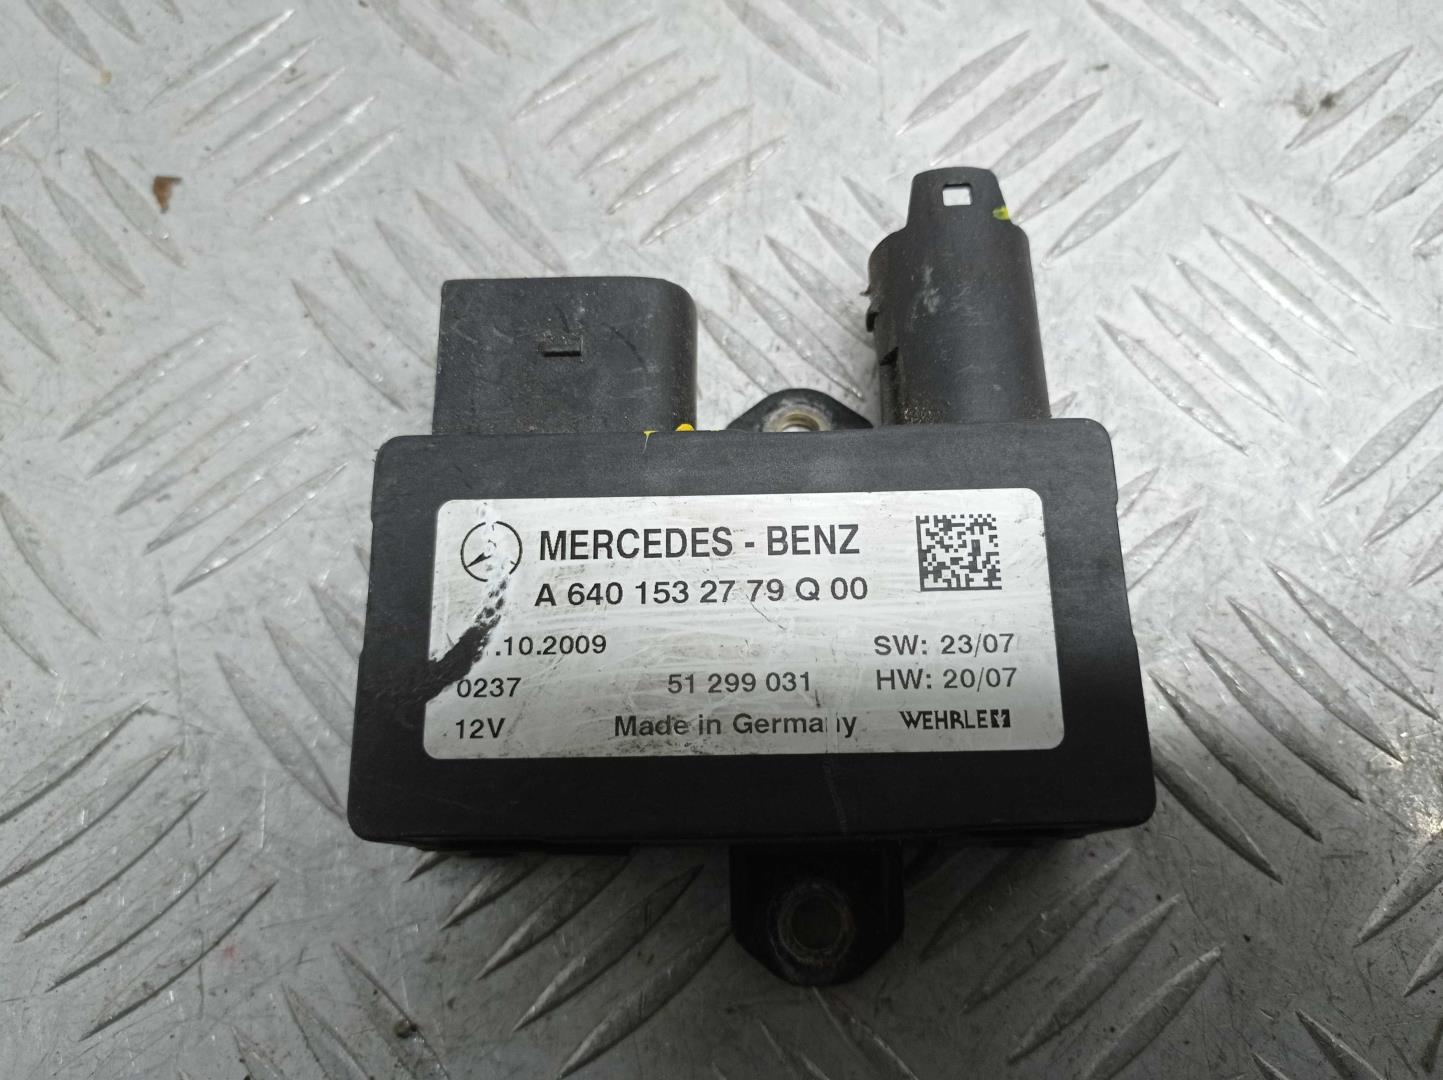 MERCEDES - BENZ
A 640 153 27 79 Q 00
.10.2009 SW: 23/07
0237 51 299 031 HW: 20/07
12V Made in Germany WEHRLE